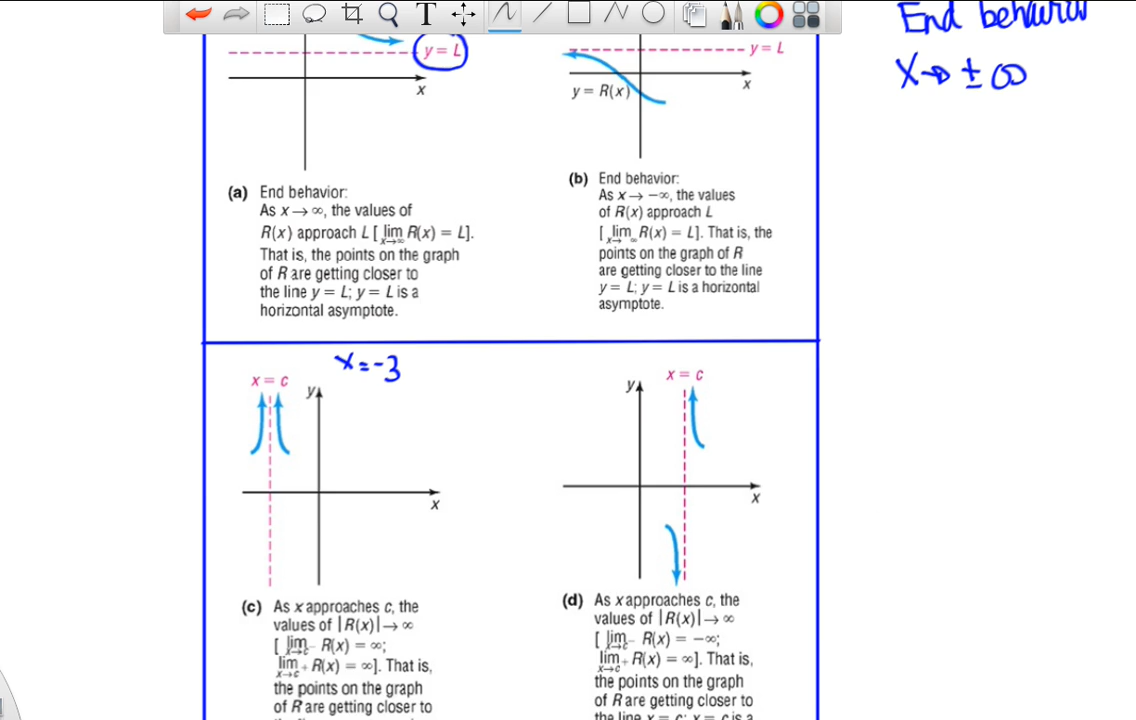 End behavior
X→ ± ∞
y = L
x
y = L
x
y = R(x)
(a) End behavior:
As x → ∞, the values of
R(x) approach L [ lim x→∞ R(x) = L].
That is, the points on the graph
of R are getting closer to
the line y = L; y = L is a
horizontal asymptote.
(b) End behavior:
As x → −∞, the values
of R(x) approach L
[ lim x→−∞ R(x) = L]. That is, the
points on the graph of R
are getting closer to the line
y = L; y = L is a horizontal
asymptote.
x = -3
x = c
y
x
x = c
y
x
(c) As x approaches c, the
values of |R(x)| → ∞
[ lim x→c⁻ R(x) = ∞;
lim x→c⁺ R(x) = ∞]. That is,
the points on the graph
of R are getting closer to
(d) As x approaches c, the
values of |R(x)| → ∞
[ lim x→c⁻ R(x) = −∞;
lim x→c⁺ R(x) = ∞]. That is,
the points on the graph
of R are getting closer to
the line x = c; x = c is a